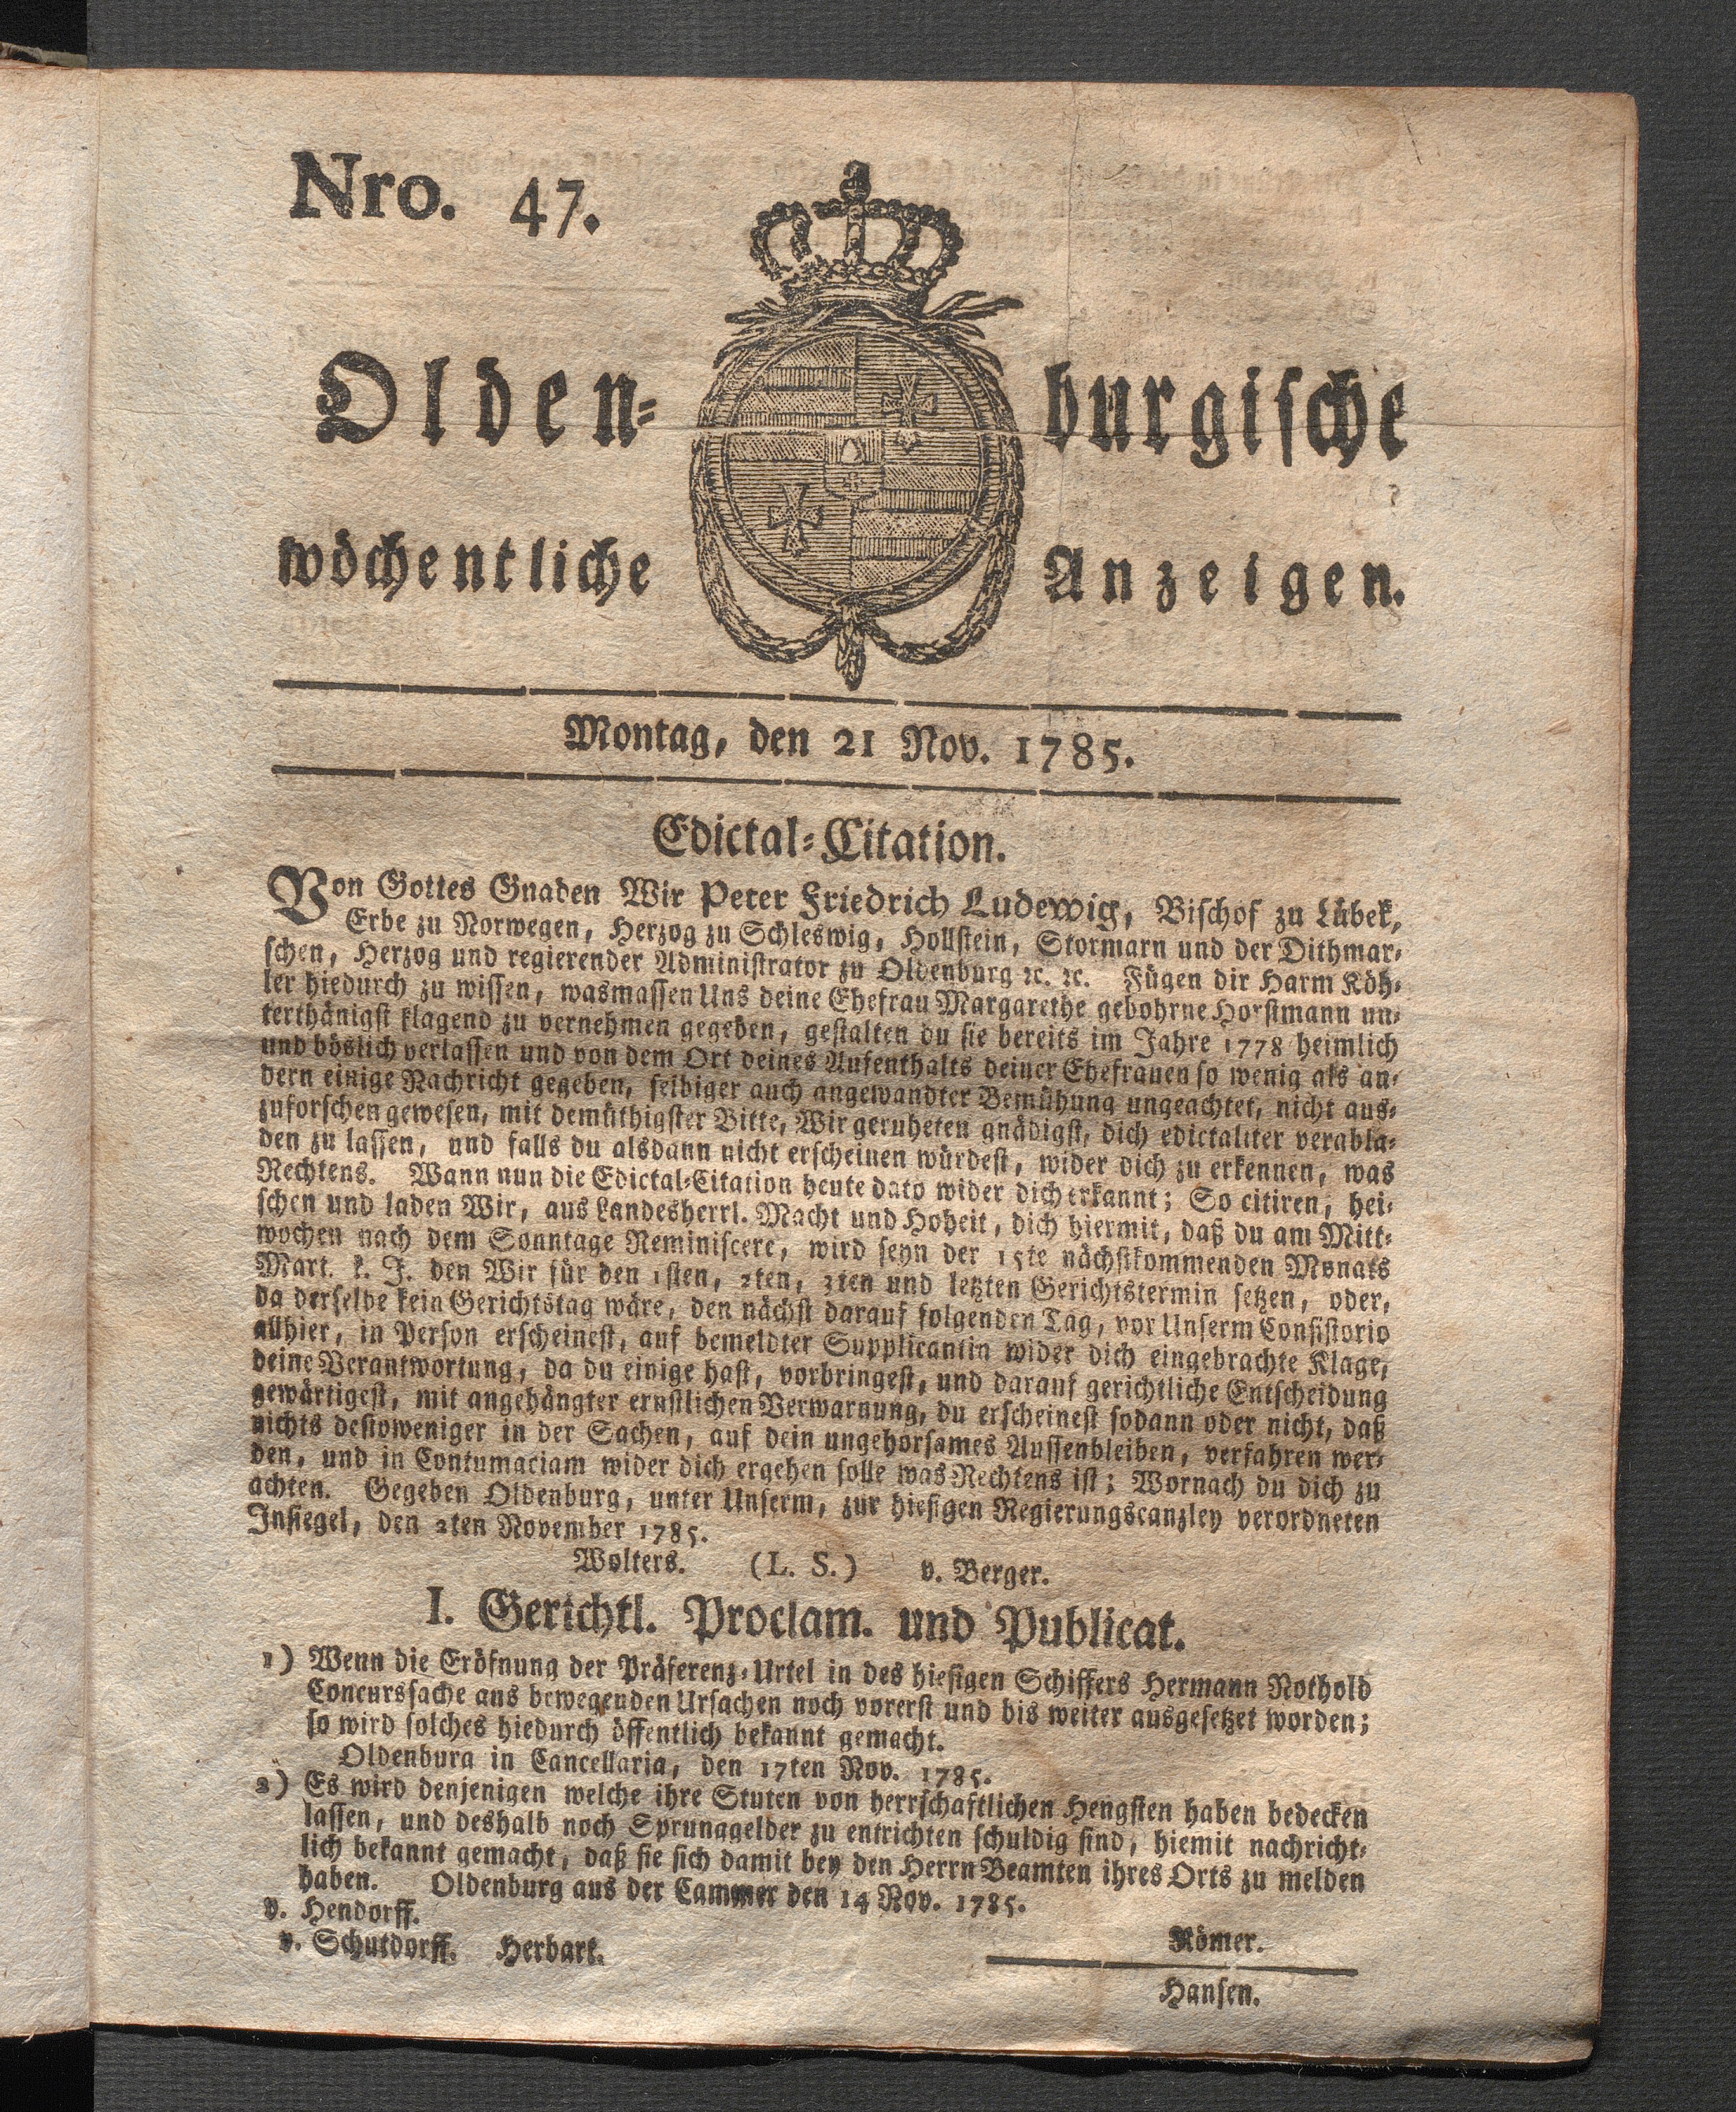 Nro. 47.
Olden-burgische
wöchentliche Anzeigen.
Montag, den 21 Nov. 1785.
Edictal-Citation.
Von Gottes Gnaden Wir Peter Friedrich Ludewig, Bischof zu Lübek,
Erbe zu Norwegen, Herzog zu Schleswig, Hollstein, Stormarn und der Dithmar-
schen, Herzog und regierender Administrator zu Oldenburg ꝛc. ꝛc. Fügen dir Harm Köh-
ler hiedurch zu wissen, wasmassen Uns deine Ehefrau Margarethe gebohrne Horstmann un-
terthänigst klagend zu vernehmen gegeben, gestalten du sie bereits im Jahre 1778 heimlich
und böslich verlassen und von dem Ort deines Aufenthalts deiner Ehefrauen so wenig als an-
dern einige Nachricht gegeben, selbiger auch angewandter Bemühung ungeachtet, nicht aus-
zuforschen gewesen, mit demüthigster Bitte, Wir geruheten gnädigst, dich edictaliter verabla-
den zu lassen, und falls du alsdann nicht erscheinen würdest, wider dich zu erkennen, was
Rechtens. Wann nun die Edictal-Citation heute dato wider dich erkannt; So citiren, hei-
schen und laden Wir, aus Landesherrl. Macht und Hoheit, dich hiermit, daß du am Mitt-
wochen nach dem Sonntage Reminiscere, wird seyn der 15te nächstkommenden Monats
Mart. k. J. den Wir für den 1sten, 2ten, 3ten und letzten Gerichtstermin setzen, oder,
da derselbe kein Gerichtstag wäre, den nächst darauf folgenden Tag, vor Unserm Consistorio
allhier, in Person erscheinest, auf bemeldter Supplicantin wider dich eingebrachte Klage,
deine Verantwortung, da du einige hast, vorbringest, und darauf gerichtliche Entscheidung
gewärtigest, mit angehängter ernstlichen Verwarnung, du erscheinest sodann oder nicht, daß
nichts destoweniger in der Sachen, auf dein ungehorsames Aussenbleiben, verfahren wer-
den, und in Contumaciam wider dich ergehen solle was Rechtens ist; Wornach du dich zu
achten. Gegeben Oldenburg, unter Unserm, zur hiesigen Regierungscanzley verordneten
Insiegel, den 2ten November 1785.
Wolters. (L. S.) v. Berger.
I. Gerichtl. Proclam. und Publicat.
1) Wenn die Eröfnung der Präferenz-Urtel in des hiesigen Schiffers Hermann Rothold
Concurssache aus bewegenden Ursachen noch vorerst und bis weiter ausgesetzet worden;
so wird solches hiedurch öffentlich bekannt gemacht.
Oldenburg in Cancellaria, den 17ten Nov. 1785.
2) Es wird denjenigen welche ihre Stuten von herrschaftlichen Hengsten haben bedecken
lassen, und deshalb noch Sprunggelder zu entrichten schuldig sind, hiemit nachricht-
lich bekannt gemacht, daß sie sich damit bey den Herrn Beamten ihres Orts zu melden
haben. Oldenburg aus der Cammer den 14 Nov. 1785.
v. Hendorff. Römer.
v. Schutdorff. Herbart. Hansen.